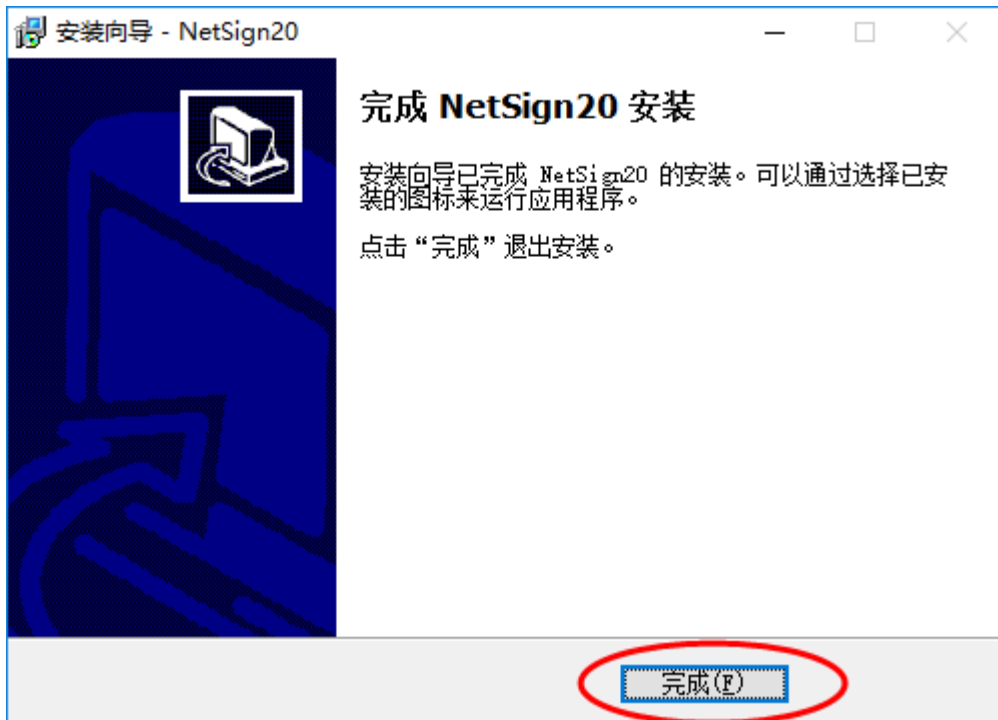 安装向导 - NetSign20
完成 NetSign20 安装
安装向导已完成 NetSign20 的安装。可以通过选择已安
装的图标来运行应用程序。
点击“完成”退出安装。
完成(F)